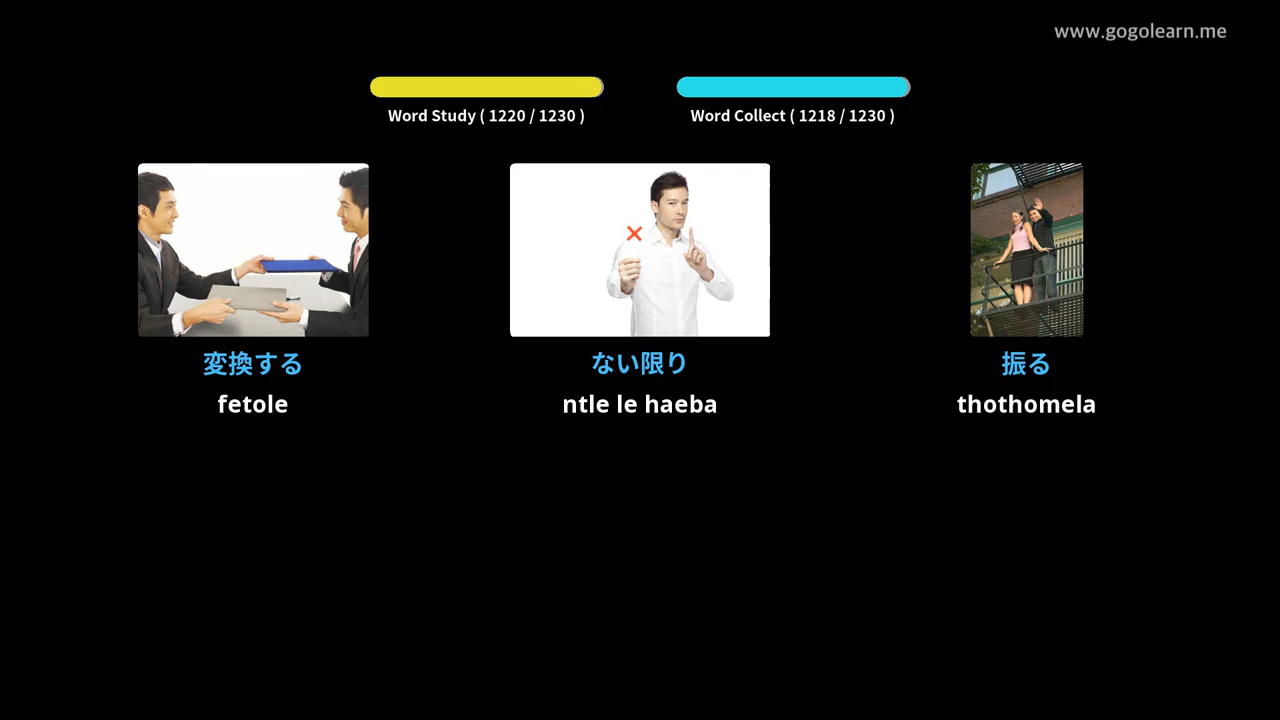 www.gogolearn.me
Word Study ( 1220 / 1230 )
Word Collect ( 1218 / 1230 )
変換する
ない限り
振る
fetole
ntle le haeba
thothomela